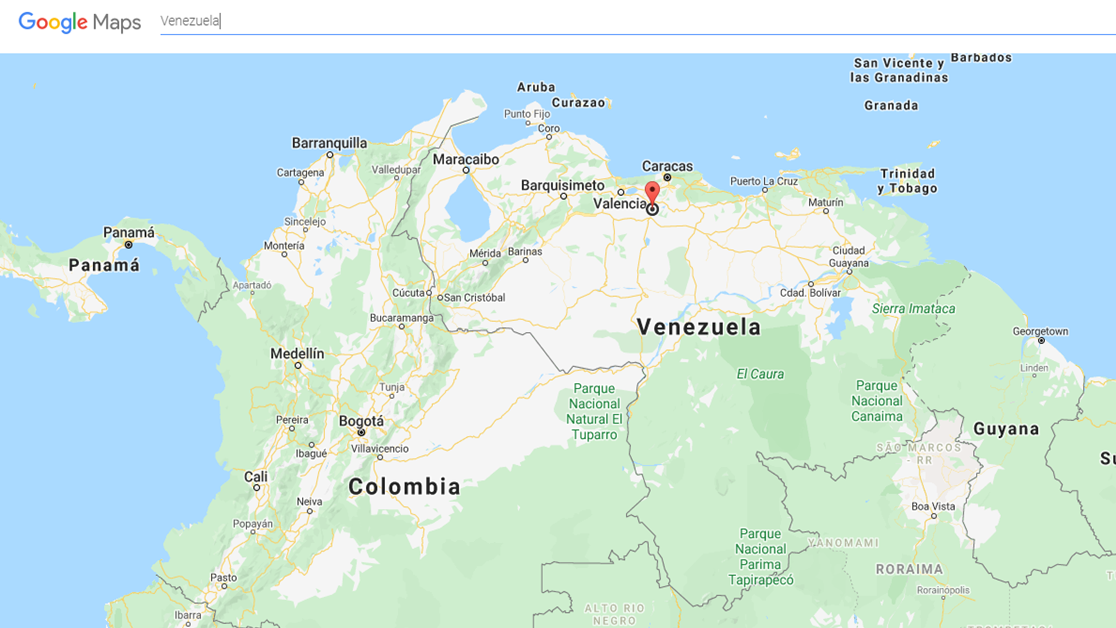 Google Maps
Venezuela
San Vicente y
las Granadinas
Barbados
Granada
Aruba
Curazao
Punto Fijo
Coro
Barranquilla
Cartagena
Valledupar
Maracaibo
Barquisimeto
Caracas
Valencia
Puerto La Cruz
Trinidad
y Tobago
Maturín
Sincelejo
Montería
Panamá
Panamá
Mérida
Barinas
Ciudad
Guayana
Apartadó
Cúcuta
San Cristóbal
Cdad. Bolívar
Sierra Imataca
Bucaramanga
Venezuela
Georgetown
Medellín
Linden
El Caura
Tunja
Parque
Nacional
Natural El
Tuparro
Parque
Nacional
Canaima
Pereira
Bogotá
Guyana
Ibagué
Villavicencio
SÃO MARCOS
- RR
Su
Cali
Colombia
Neiva
Boa Vista
Popayán
Parque
Nacional
Parima
Tapirapecó
YANOMAMI
RORAIMA
Pasto
Rorainopolis
Ibarra
ALTO RIO
NEGRO